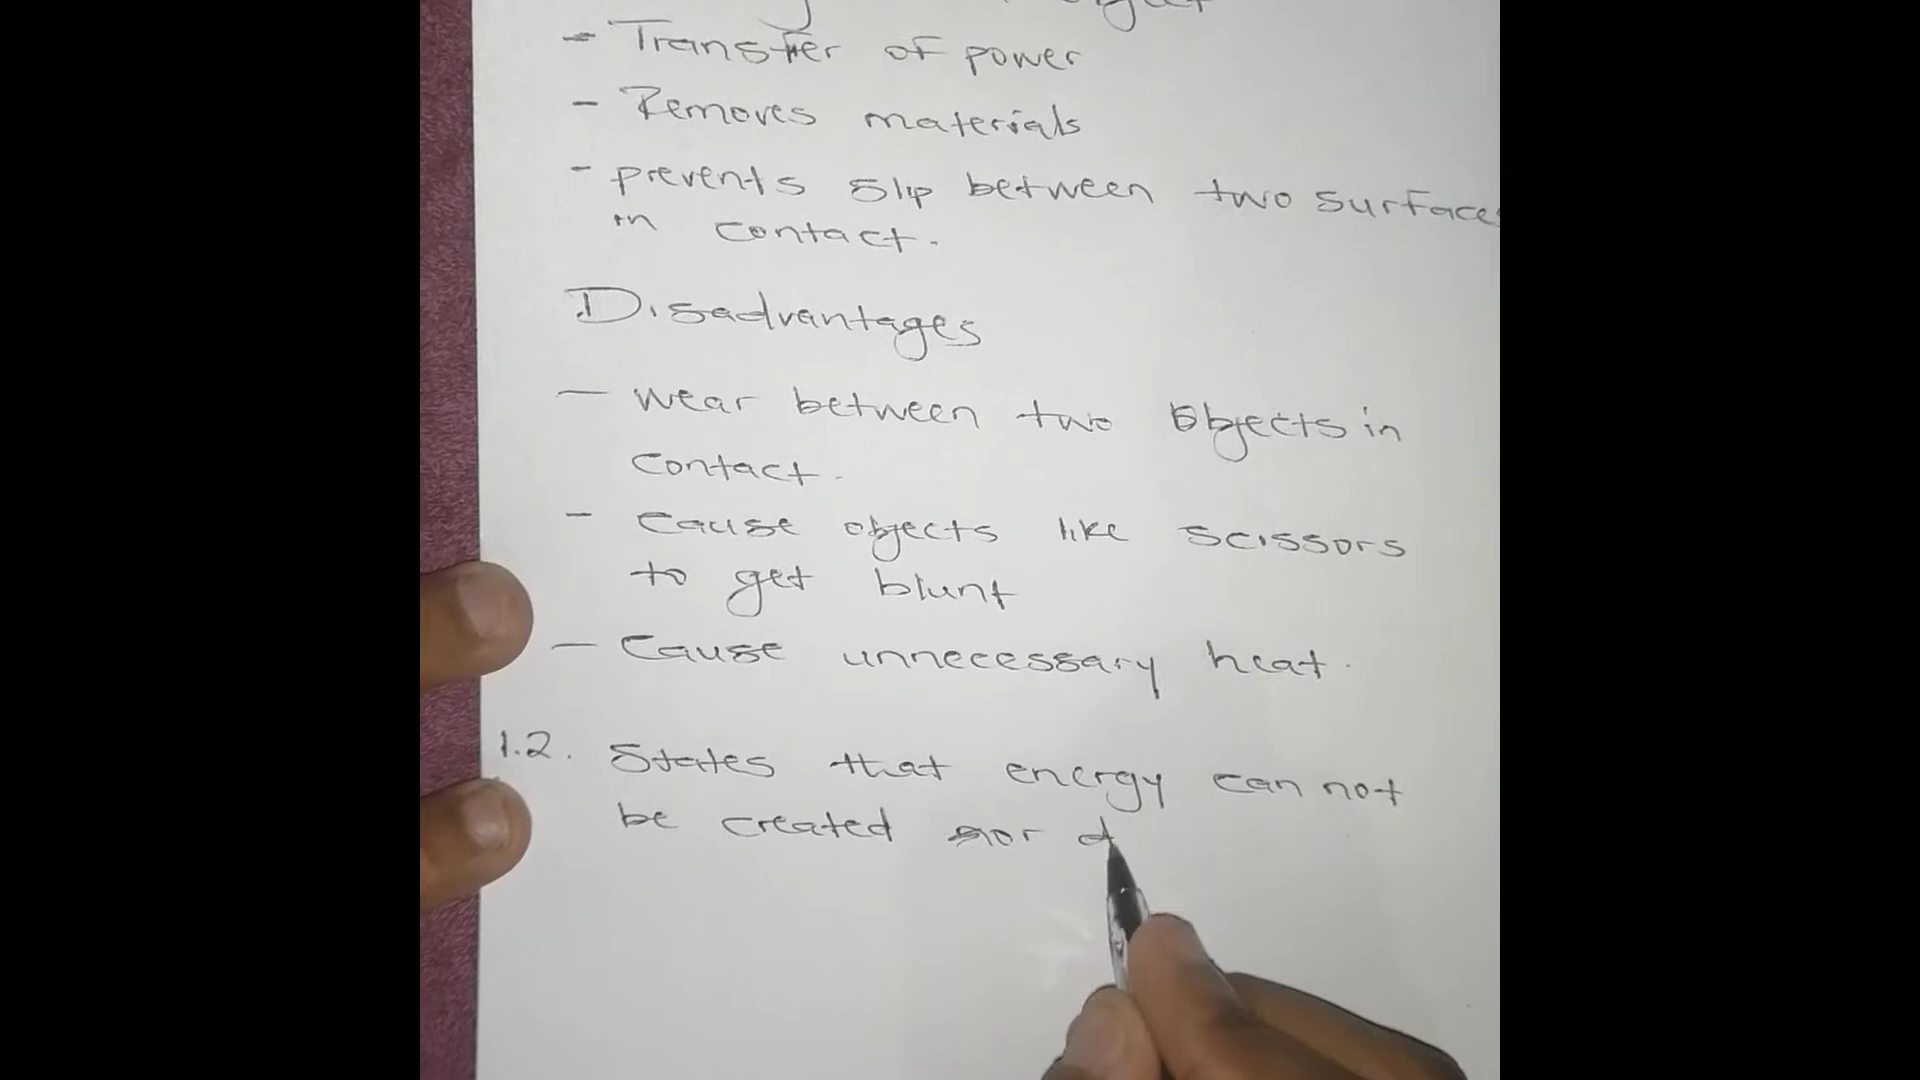 - Transfer of power
- Removes materials
- prevents slip between two surfaces
in contact.
Disadvantages
- wear between two objects in
contact.
- cause objects like scissors
to get blunt
- cause unnecessary heat.
1.2. States that energy can not
be created nor d